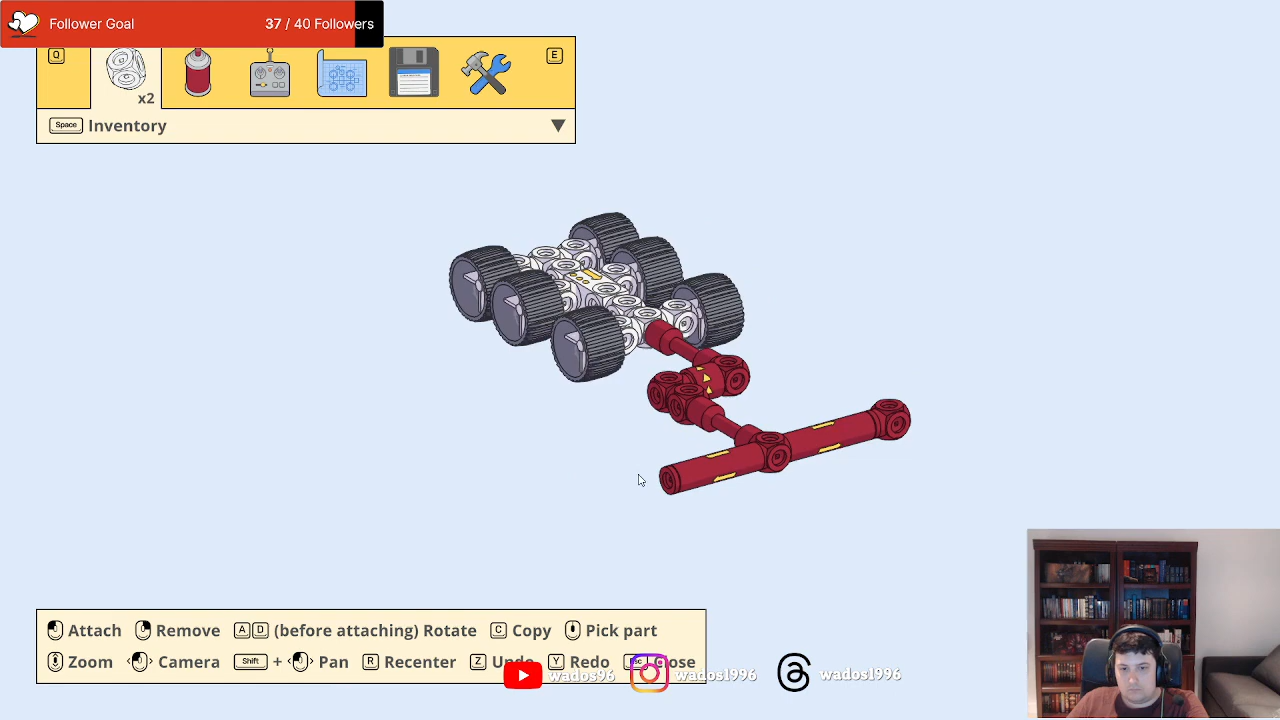 Follower Goal 37 / 40 Followers
Q E
x2
Space Inventory
Attach Remove A D (before attaching) Rotate C Copy Pick part
Zoom Camera Shift + Pan R Recenter Z Undo Y Redo
wados96 wados1996 wados1996